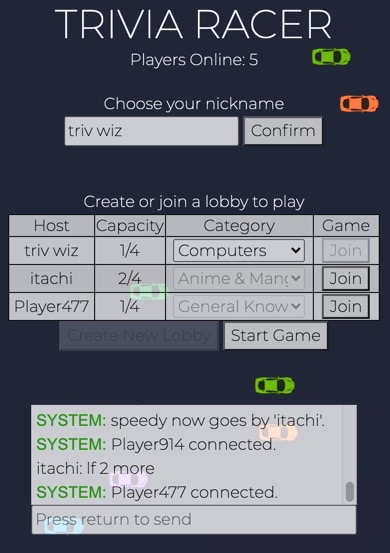 TRIVIA RACER
Players Online: 5
Choose your nickname
triv wiz Confirm
Create or join a lobby to play
Host Capacity Category Game
triv wiz 1/4 Computers Join
itachi 2/4 Anime & Mang Join
Player477 1/4 General Know Join
Create New Lobby Start Game
SYSTEM: speedy now goes by 'itachi'.
SYSTEM: Player914 connected.
itachi: lf 2 more
SYSTEM: Player477 connected.
Press return to send